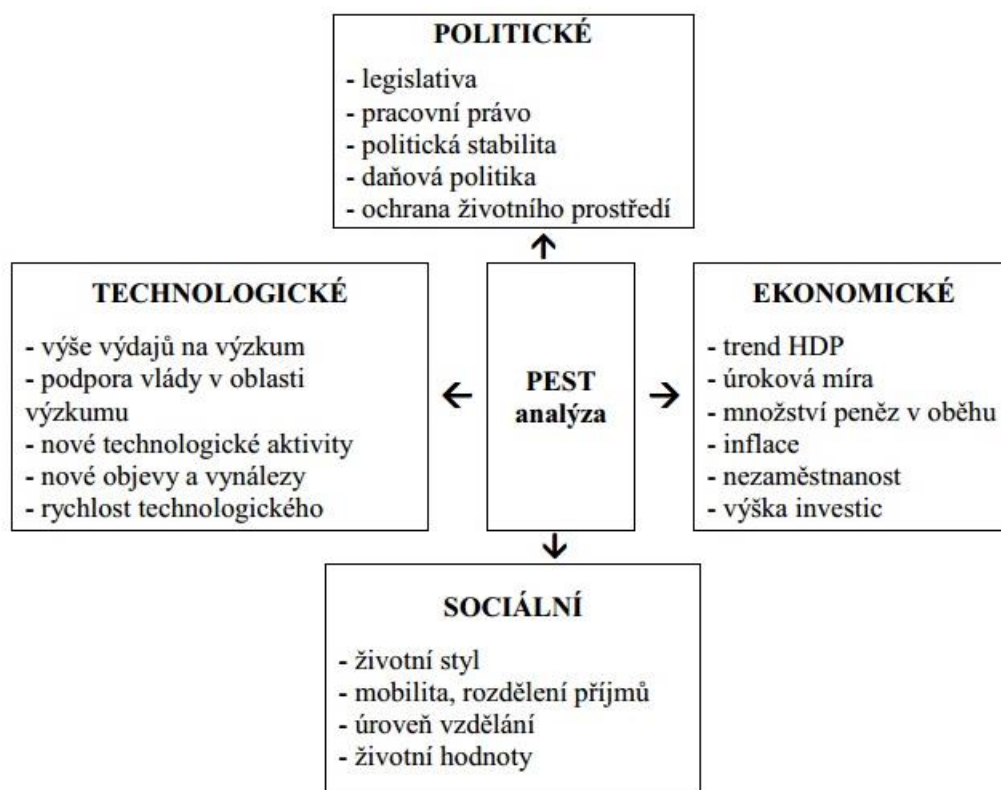 POLITICKÉ
- legislativa
- pracovní právo
- politická stabilita
- daňová politika
- ochrana životního prostředí
TECHNOLOGICKÉ
- výše výdajů na výzkum
- podpora vlády v oblasti
výzkumu
- nové technologické aktivity
- nové objevy a vynálezy
- rychlost technologického
PEST
analýza
EKONOMICKÉ
- trend HDP
- úroková míra
- množství peněz v oběhu
- inflace
- nezaměstnanost
- výška investic
SOCIÁLNÍ
- životní styl
- mobilita, rozdělení příjmů
- úroveň vzdělání
- životní hodnoty